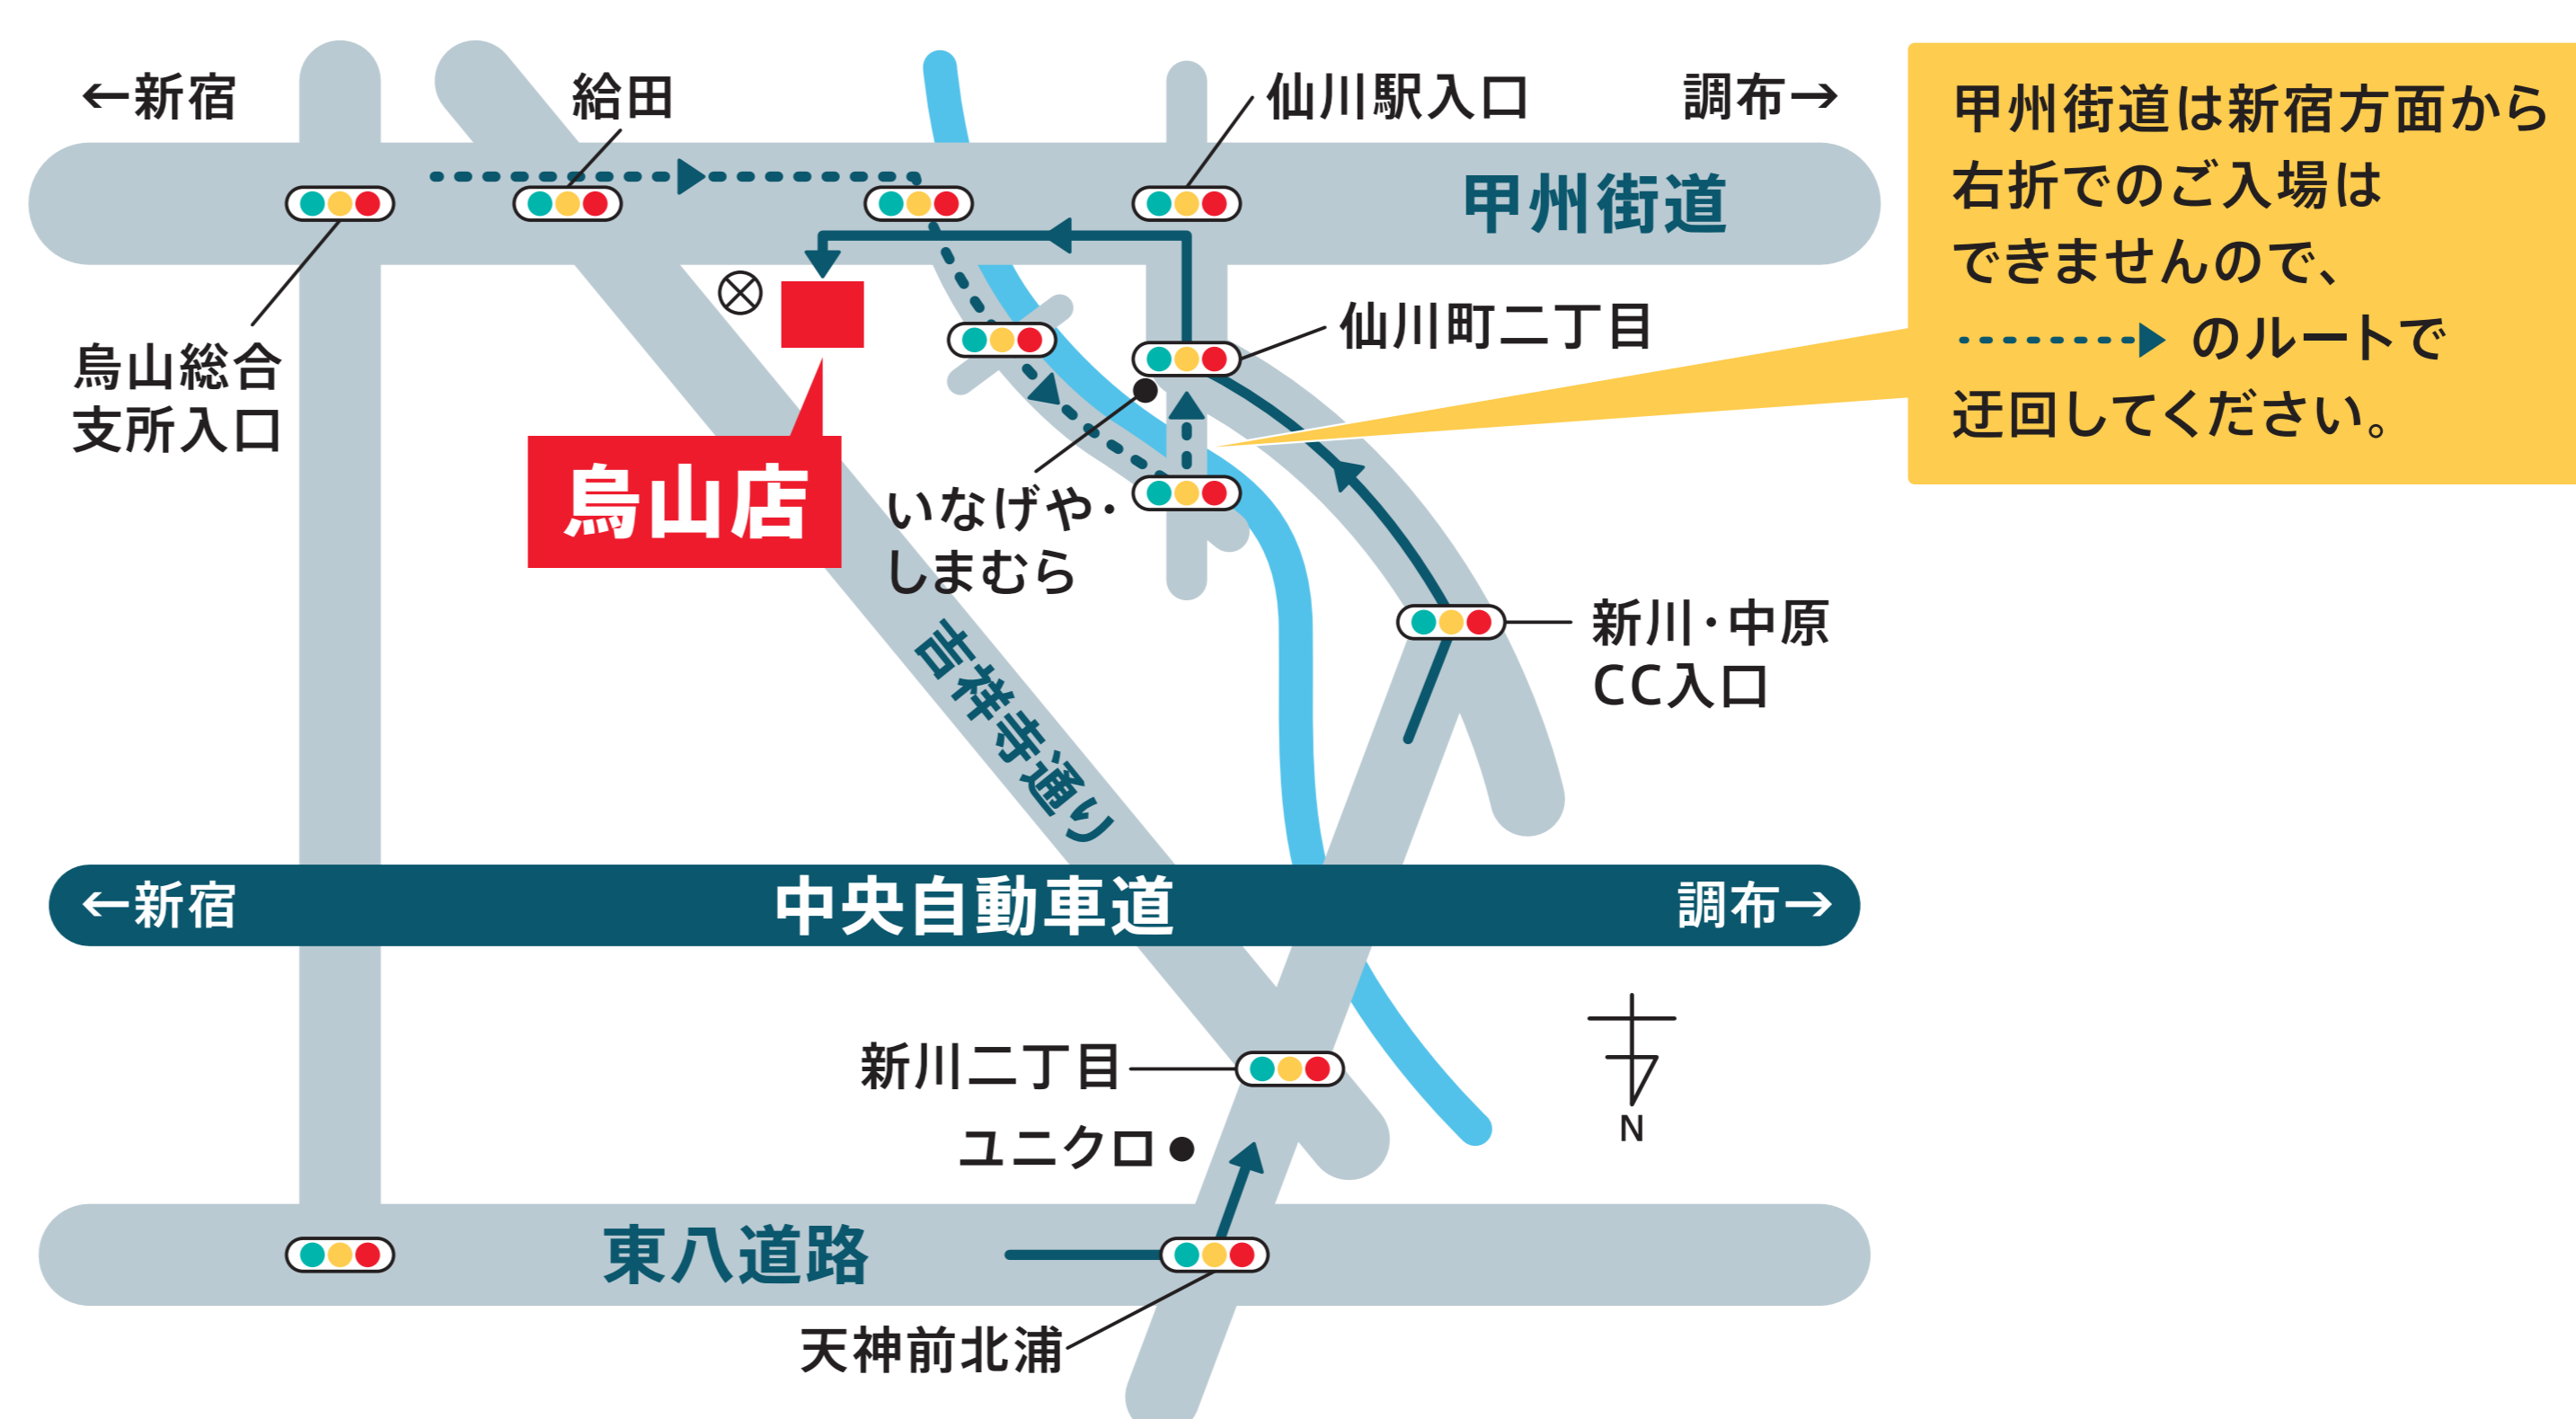 ←新宿
給田
仙川駅入口
調布→
甲州街道
甲州街道は新宿方面から
右折でのご入場は
できませんので、
のルートで
迂回してください。
烏山総合
支所入口
仙川町二丁目
烏山店
いなげや・
しまむら
新川・中原
CC入口
吉祥寺通り
←新宿
中央自動車道
調布→
新川二丁目
ユニクロ
N
東八道路
天神前北浦